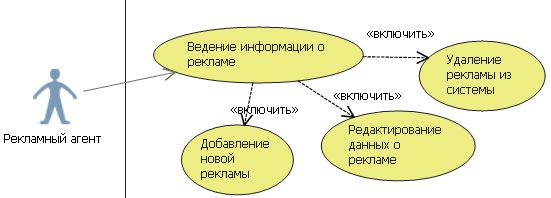 «включить»
Ведение информации о
рекламе
Удаление
рекламы из
системы
«включить»
«включить»
Рекламный агент
Добавление
новой
рекламы
Редактирование
данных о
рекламе